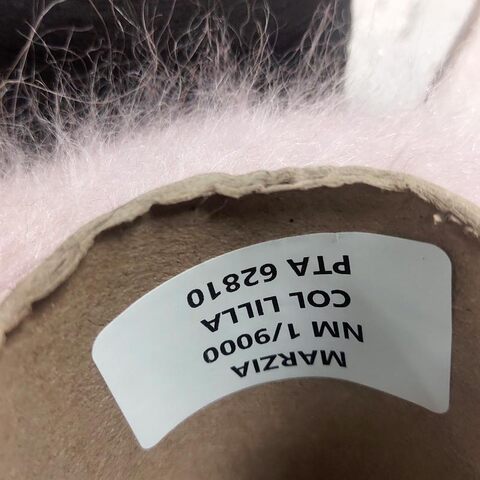 MARZIA
NM 1/9000
COL LILLA
PTA 62810